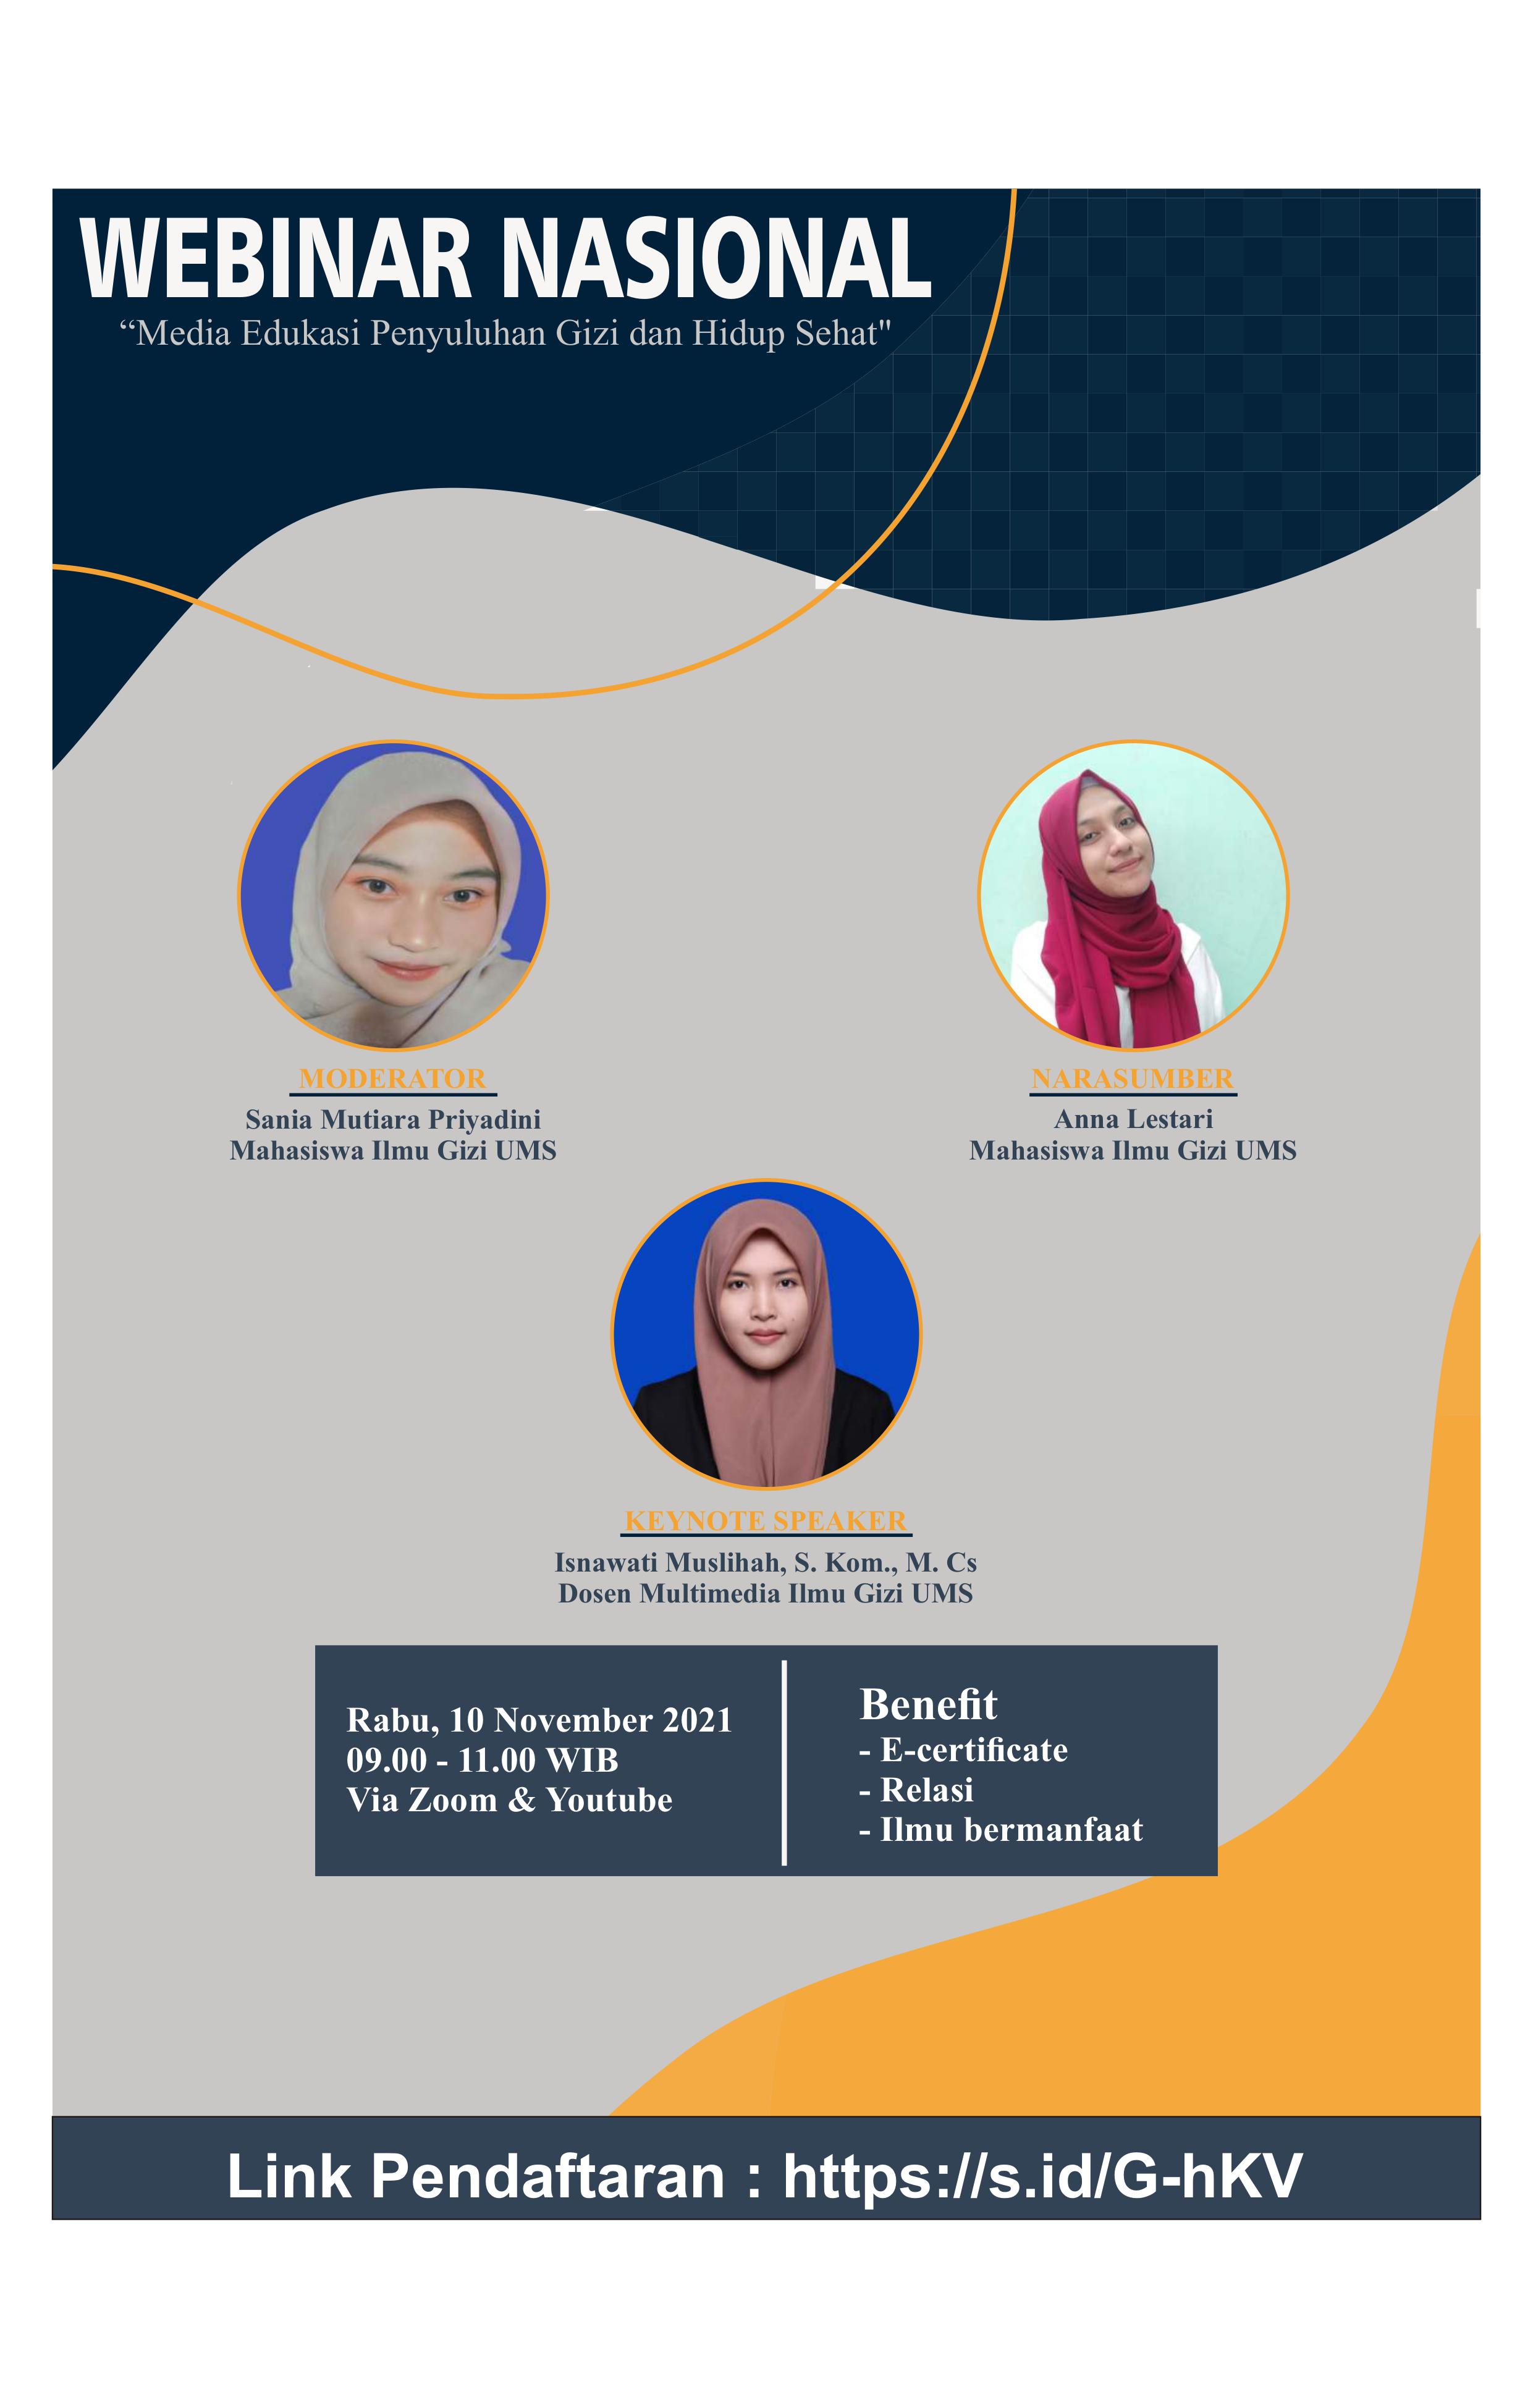 WEBINAR NASIONAL
“Media Edukasi Penyuluhan Gizi dan Hidup Sehat"
MODERATOR
Sania Mutiara Priyadini
Mahasiswa Ilmu Gizi UMS
NARASUMBER
Anna Lestari
Mahasiswa Ilmu Gizi UMS
KEYNOTE SPEAKER
Isnawati Muslihah, S. Kom., M. Cs
Dosen Multimedia Ilmu Gizi UMS
Rabu, 10 November 2021
09.00 - 11.00 WIB
Via Zoom & Youtube
Benefit
- E-certificate
- Relasi
- Ilmu bermanfaat
Link Pendaftaran : https://s.id/G-hKV